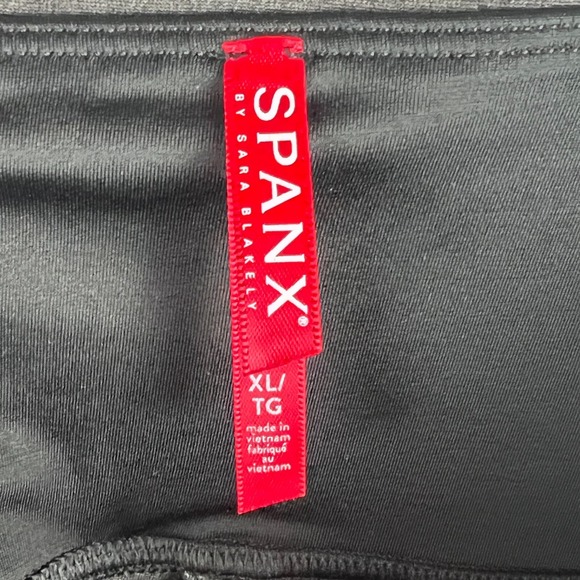 SPANX®
BY SARA BLAKELY
XL/
TG
made in
vietnam
fabriqué
au
vietnam